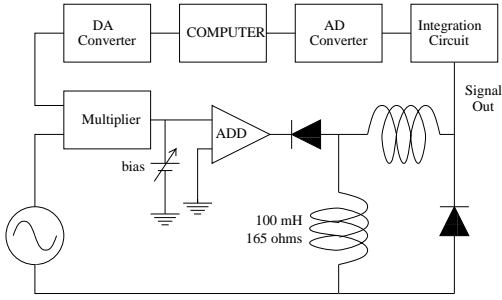 DA
Converter
COMPUTER
AD
Converter
Integration
Circuit
Signal
Out
Multiplier
ADD
bias
100 mH
165 ohms